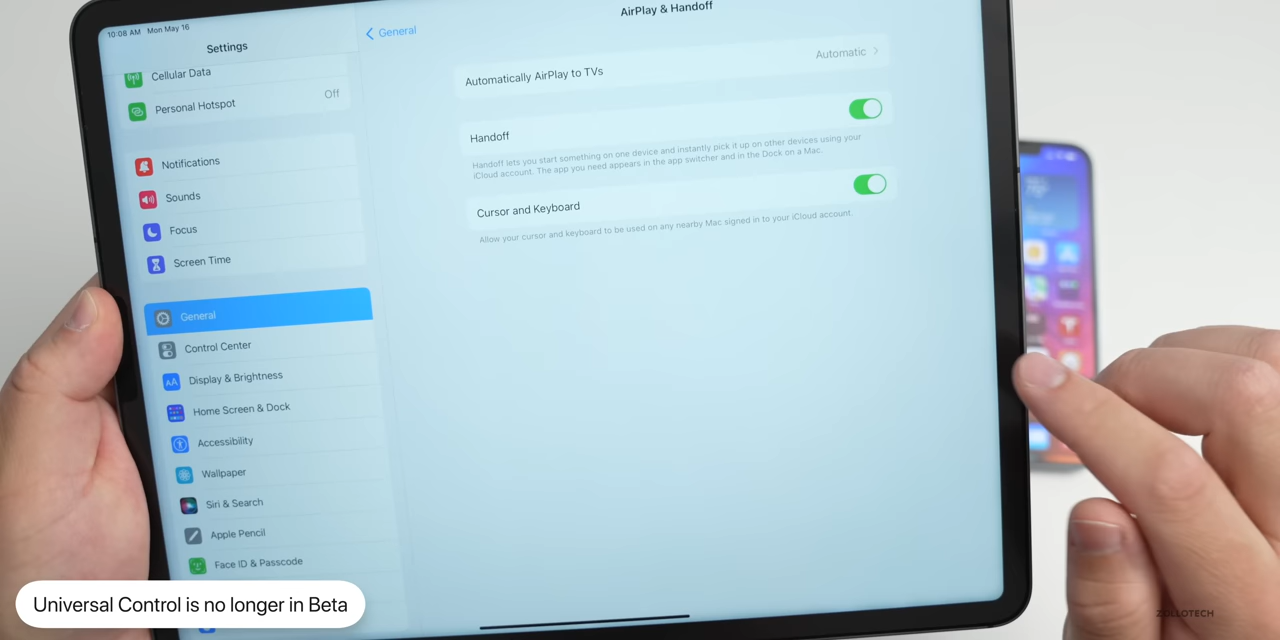 10:08 AM Mon May 16
Settings
Cellular Data
Personal Hotspot Off
Notifications
Sounds
Focus
Screen Time
General
Control Center
AA Display & Brightness
Home Screen & Dock
Accessibility
Wallpaper
Siri & Search
Apple Pencil
Face ID & Passcode
General
AirPlay & Handoff
Automatically AirPlay to TVs Automatic
Handoff
Handoff lets you start something on one device and instantly pick it up on other devices using your
iCloud account. The app you need appears in the app switcher and in the Dock on a Mac.
Cursor and Keyboard
Allow your cursor and keyboard to be used on any nearby Mac signed in to your iCloud account.
Universal Control is no longer in Beta
ZOLLOTECH